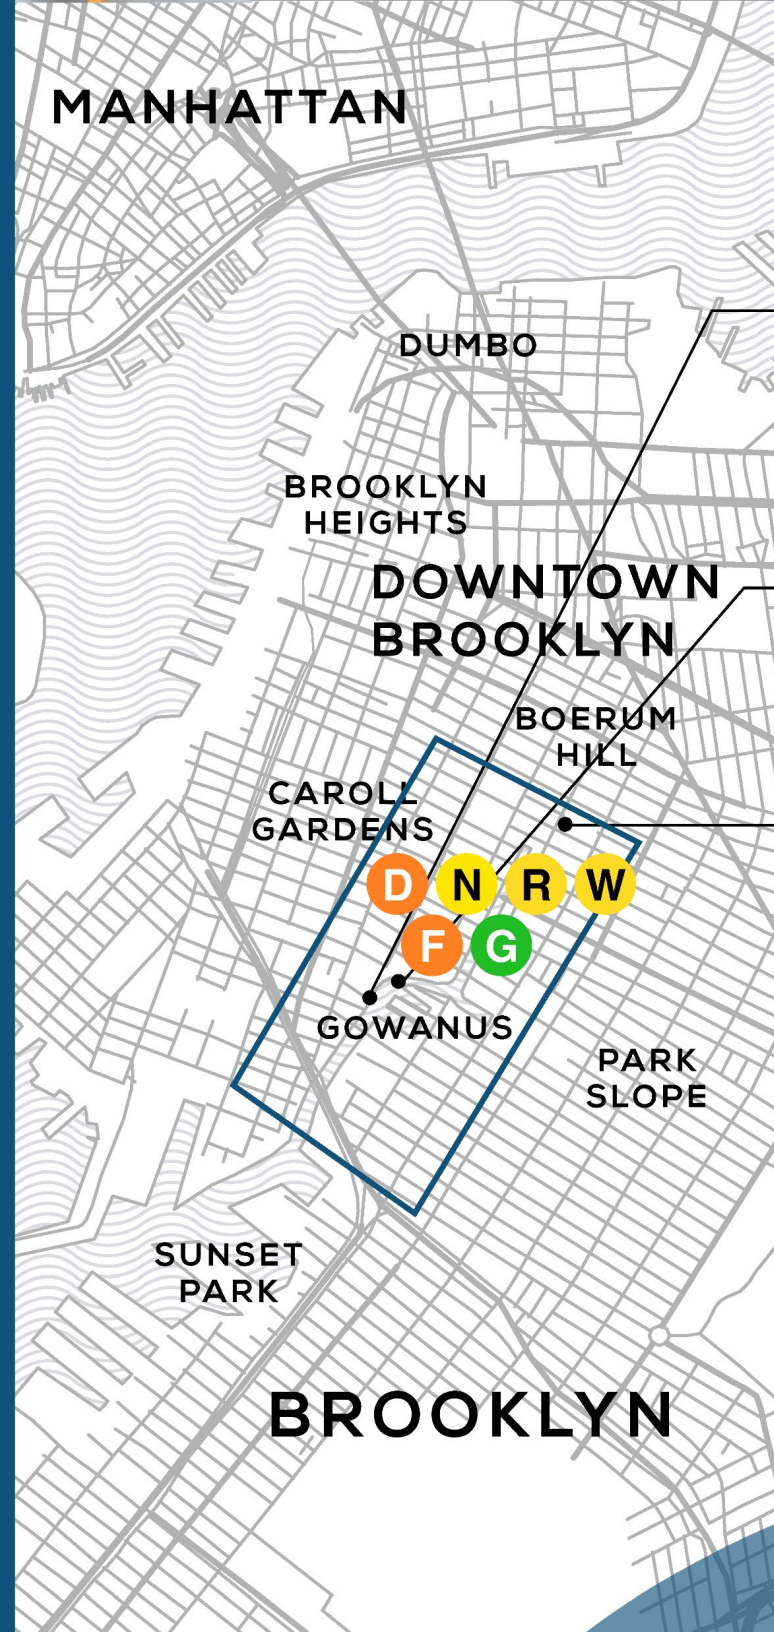 MANHATTAN
DUMBO
BROOKLYN
HEIGHTS
DOWNTOWN
BROOKLYN
BOERUM
HILL
CAROLL
GARDENS
D N R W
F G
GOWANUS
PARK
SLOPE
SUNSET
PARK
BROOKLYN